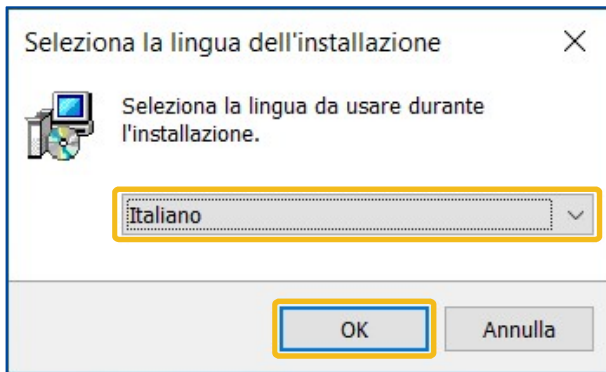 Seleziona la lingua dell'installazione
Seleziona la lingua da usare durante
l'installazione.
Italiano
OK
Annulla